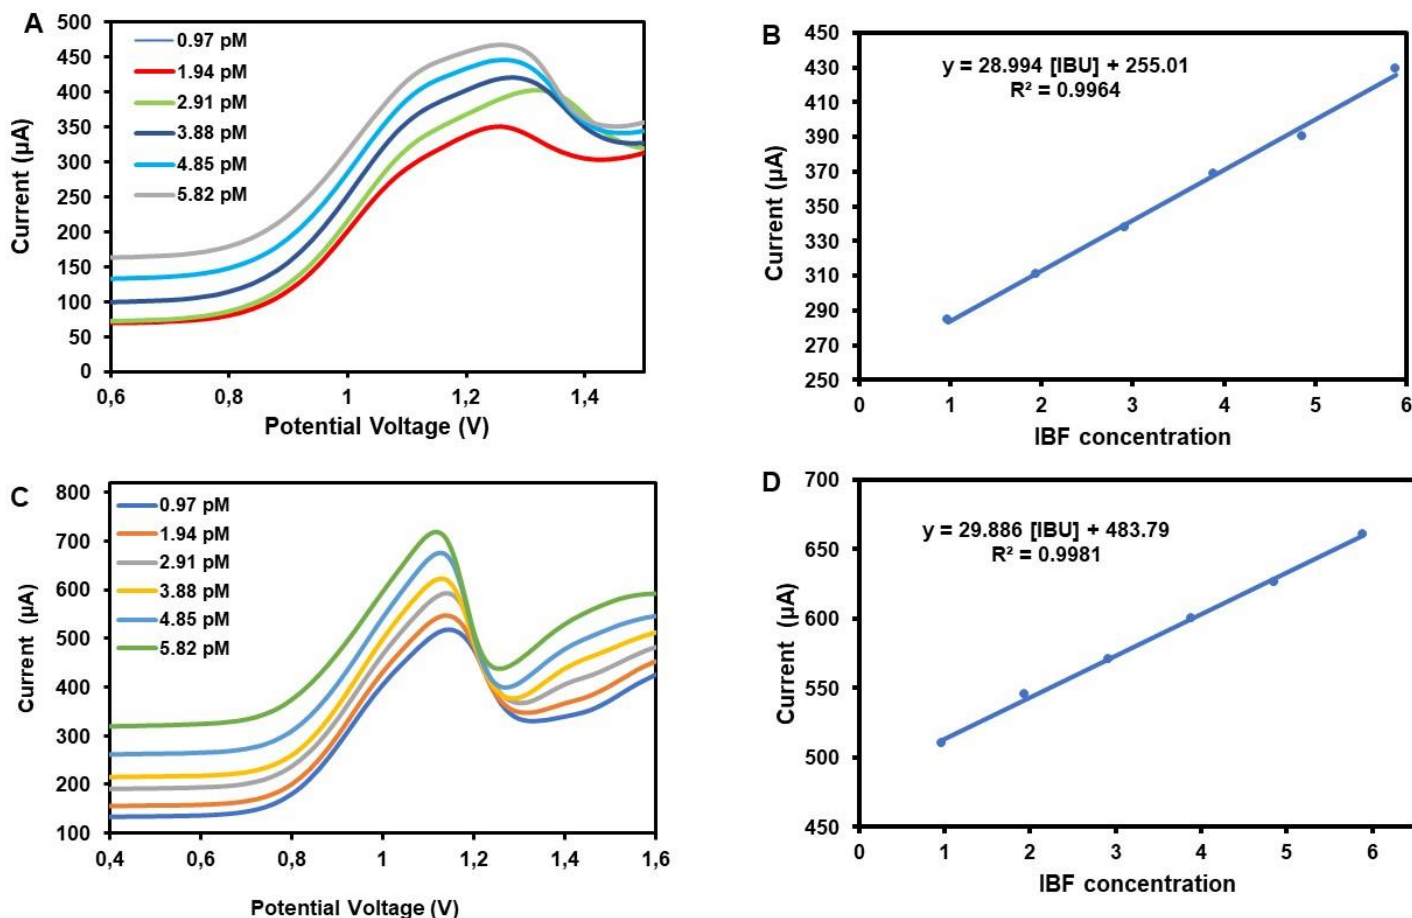 A
500
450
400
350
300
250
200
150
100
50
0
Current (µA)
0.97 pM
1.94 pM
2.91 pM
3.88 pM
4.85 pM
5.82 pM
0,6
0,8
1
1,2
1,4
Potential Voltage (V)
B
450
430
410
390
370
350
330
310
290
270
250
Current (µA)
y = 28.994 [IBU] + 255.01
R² = 0.9964
0
1
2
3
4
5
6
IBF concentration
C
800
700
600
500
400
300
200
100
Current (µA)
0.97 pM
1.94 pM
2.91 pM
3.88 pM
4.85 pM
5.82 pM
0,4
0,6
0,8
1
1,2
1,4
1,6
Potential Voltage (V)
D
700
650
600
550
500
450
Current (µA)
y = 29.886 [IBU] + 483.79
R² = 0.9981
0
1
2
3
4
5
6
IBF concentration